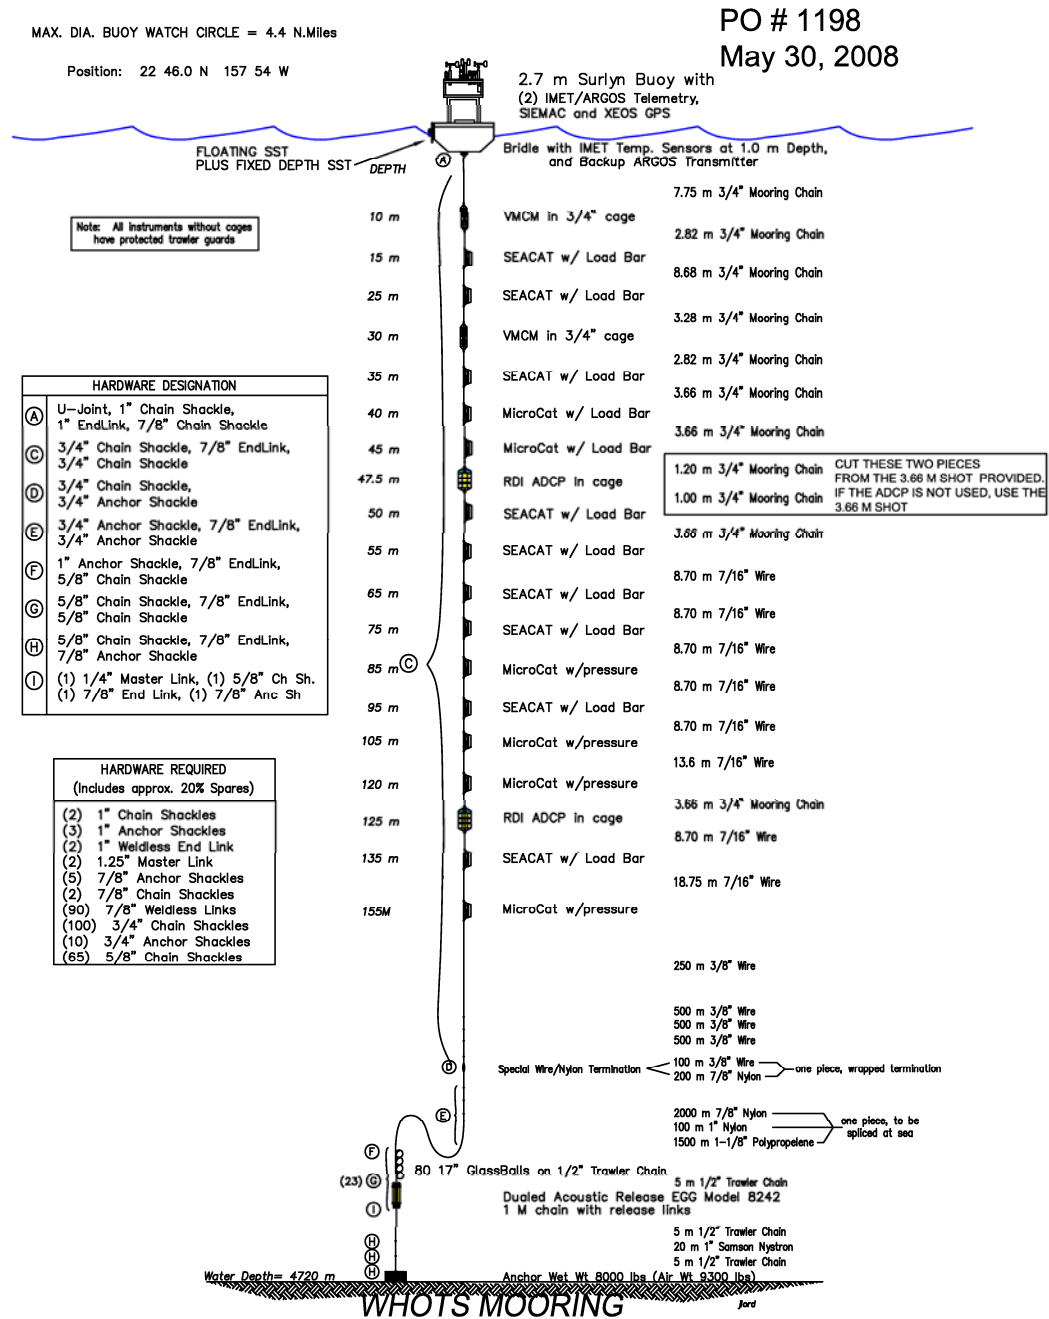 PO # 1198
May 30, 2008
MAX. DIA. BUOY WATCH CIRCLE = 4.4 N.Miles
Position: 22 46.0 N 157 54 W
2.7 m Surlyn Buoy with
(2) IMET/ARGOS Telemetry,
SIEMAC and XEOS GPS
FLOATING SST
PLUS FIXED DEPTH SST
DEPTH
A
Bridle with IMET Temp. Sensors at 1.0 m Depth,
and Backup ARGOS Transmitter
7.75 m 3/4" Mooring Chain
10 m VMCM in 3/4" cage
Note: All instruments without cages
have protected trawler guards
2.82 m 3/4" Mooring Chain
15 m SEACAT w/ Load Bar
8.68 m 3/4" Mooring Chain
25 m SEACAT w/ Load Bar
3.28 m 3/4" Mooring Chain
30 m VMCM in 3/4" cage
2.82 m 3/4" Mooring Chain
35 m SEACAT w/ Load Bar
3.66 m 3/4" Mooring Chain
40 m MicroCat w/ Load Bar
3.66 m 3/4" Mooring Chain
45 m MicroCat w/ Load Bar
1.20 m 3/4" Mooring Chain
47.5 m RDI ADCP in cage
1.00 m 3/4" Mooring Chain
CUT THESE TWO PIECES
FROM THE 3.66 M SHOT PROVIDED.
IF THE ADCP IS NOT USED, USE THE
3.66 M SHOT
50 m SEACAT w/ Load Bar
3.66 m 3/4" Mooring Chain
55 m SEACAT w/ Load Bar
8.70 m 7/16" Wire
65 m SEACAT w/ Load Bar
8.70 m 7/16" Wire
75 m SEACAT w/ Load Bar
8.70 m 7/16" Wire
85 m C MicroCat w/pressure
8.70 m 7/16" Wire
95 m SEACAT w/ Load Bar
8.70 m 7/16" Wire
105 m MicroCat w/pressure
13.6 m 7/16" Wire
120 m MicroCat w/pressure
3.66 m 3/4" Mooring Chain
125 m RDI ADCP in cage
8.70 m 7/16" Wire
135 m SEACAT w/ Load Bar
18.75 m 7/16" Wire
155M MicroCat w/pressure
HARDWARE DESIGNATION
A U-Joint, 1" Chain Shackle,
1" EndLink, 7/8" Chain Shackle
C 3/4" Chain Shackle, 7/8" EndLink,
3/4" Chain Shackle
D 3/4" Chain Shackle,
3/4" Anchor Shackle
E 3/4" Anchor Shackle, 7/8" EndLink,
3/4" Anchor Shackle
F 1" Anchor Shackle, 7/8" EndLink,
5/8" Chain Shackle
G 5/8" Chain Shackle, 7/8" EndLink,
5/8" Chain Shackle
H 5/8" Chain Shackle, 7/8" EndLink,
7/8" Anchor Shackle
I (1) 1/4" Master Link, (1) 5/8" Ch Sh.
(1) 7/8" End Link, (1) 7/8" Anc Sh
HARDWARE REQUIRED
(Includes approx. 20% Spares)
(2) 1" Chain Shackles
(3) 1" Anchor Shackles
(2) 1" Weldless End Link
(2) 1.25" Master Link
(5) 7/8" Anchor Shackles
(2) 7/8" Chain Shackles
(90) 7/8" Weldless Links
(100) 3/4" Chain Shackles
(10) 3/4" Anchor Shackles
(65) 5/8" Chain Shackles
250 m 3/8" Wire
500 m 3/8" Wire
500 m 3/8" Wire
500 m 3/8" Wire
D
Special Wire/Nylon Termination
100 m 3/8" Wire
200 m 7/8" Nylon
one piece, wrapped termination
E
2000 m 7/8" Nylon
100 m 1" Nylon
1500 m 1-1/8" Polypropelene
one piece, to be
spliced at sea
F
80 17" GlassBalls on 1/2" Trawler Chain
(23) G
5 m 1/2" Trawler Chain
Dualed Acoustic Release EGG Model 8242
I 1 M chain with release links
5 m 1/2" Trawler Chain
H 20 m 1" Samson Nystron
H 5 m 1/2" Trawler Chain
H
Water Depth= 4720 m
Anchor Wet Wt 8000 lbs (Air Wt 9300 lbs)
WHOTS MOORING
jlord